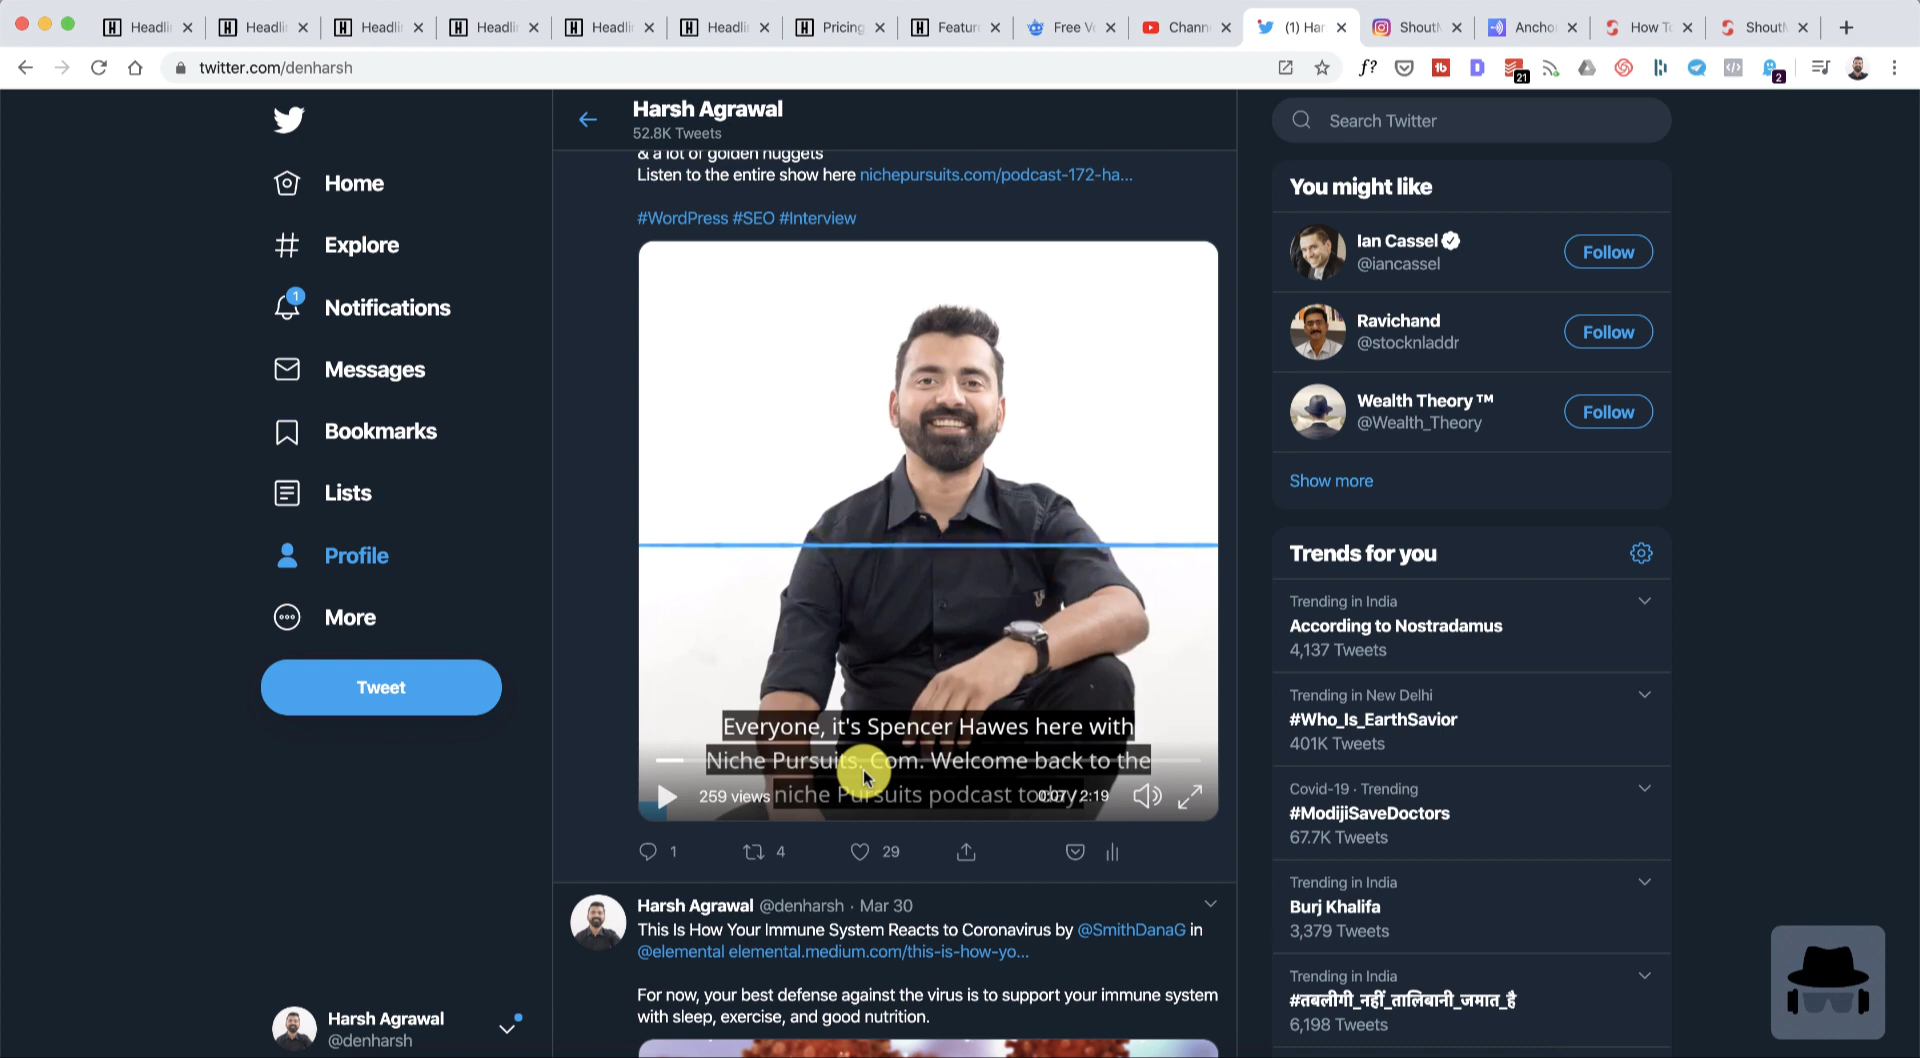 Headli
Headli
Headli
Headli
Headli
Headli
Pricing
Featur
Free Vo
Chann
(1) Har
Shout
Ancho
How To
Shout
twitter.com/denharsh
f?
21
2
Harsh Agrawal
52.8K Tweets
Search Twitter
Home
Explore
1
Notifications
Messages
Bookmarks
Lists
Profile
More
Tweet
Harsh Agrawal
@denharsh
& a lot of golden nuggets
Listen to the entire show here nichepursuits.com/podcast-172-ha...
#WordPress #SEO #Interview
Everyone, it's Spencer Hawes here with
Niche Pursuits. Com. Welcome back to the
niche Pursuits podcast today.
259 views
0:07 / 2:19
1
4
29
Harsh Agrawal @denharsh · Mar 30
This Is How Your Immune System Reacts to Coronavirus by @SmithDanaG in
@elemental elemental.medium.com/this-is-how-yo...
For now, your best defense against the virus is to support your immune system
with sleep, exercise, and good nutrition.
You might like
Ian Cassel
@iancassel
Follow
Ravichand
@stocknladdr
Follow
Wealth Theory ™
@Wealth_Theory
Follow
Show more
Trends for you
Trending in India
According to Nostradamus
4,137 Tweets
Trending in New Delhi
#Who_Is_EarthSavior
401K Tweets
Covid-19 · Trending
#ModijiSaveDoctors
67.7K Tweets
Trending in India
Burj Khalifa
3,379 Tweets
Trending in India
#तबलीगी_नहीं_तालिबानी_जमात_है
6,198 Tweets